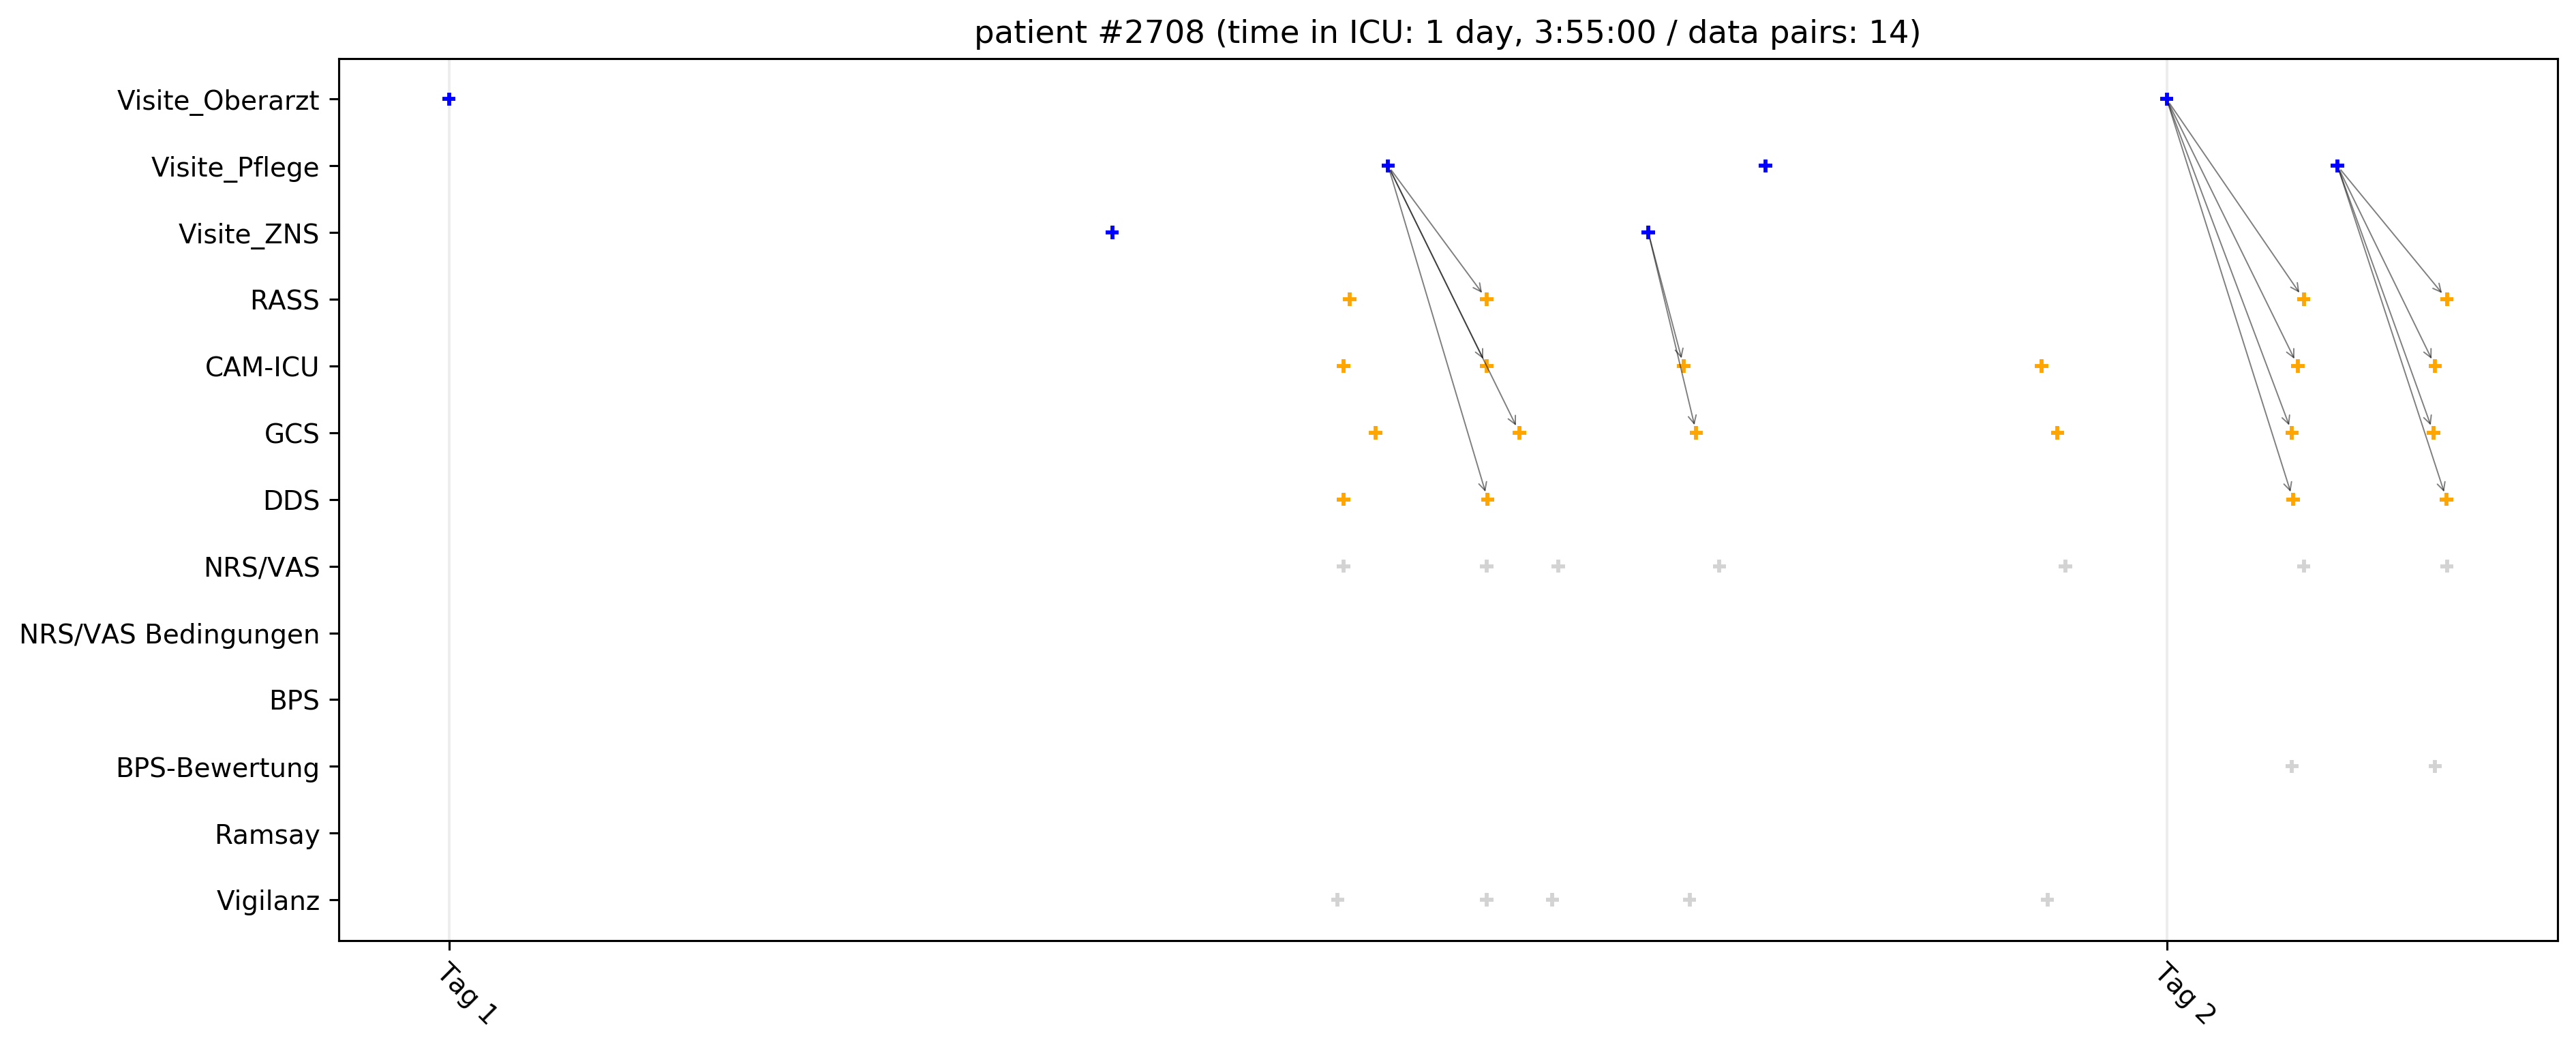 patient #2708 (time in ICU: 1 day, 3:55:00 / data pairs: 14)
Visite_Oberarzt
Visite_Pflege
Visite_ZNS
RASS
CAM-ICU
GCS
DDS
NRS/VAS
NRS/VAS Bedingungen
BPS
BPS-Bewertung
Ramsay
Vigilanz
Tag 1
Tag 2